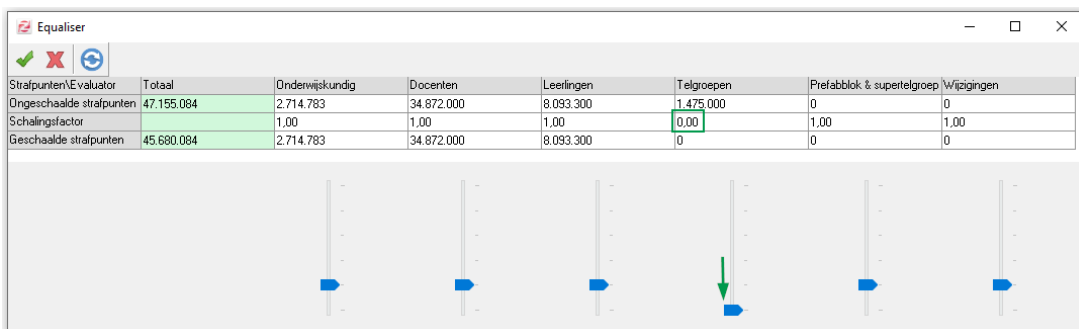 Equaliser
Strafpunten\Evaluator Totaal Onderwijskundig Docenten Leerlingen Telgroepen Prefabblok & supertelgroep Wijzigingen
Ongeschaalde strafpunten 47.155.084 2.714.783 34.872.000 8.093.300 1.475.000 0 0
Schalingsfactor 1,00 1,00 1,00 0,00 1,00 1,00
Geschaalde strafpunten 45.680.084 2.714.783 34.872.000 8.093.300 0 0 0